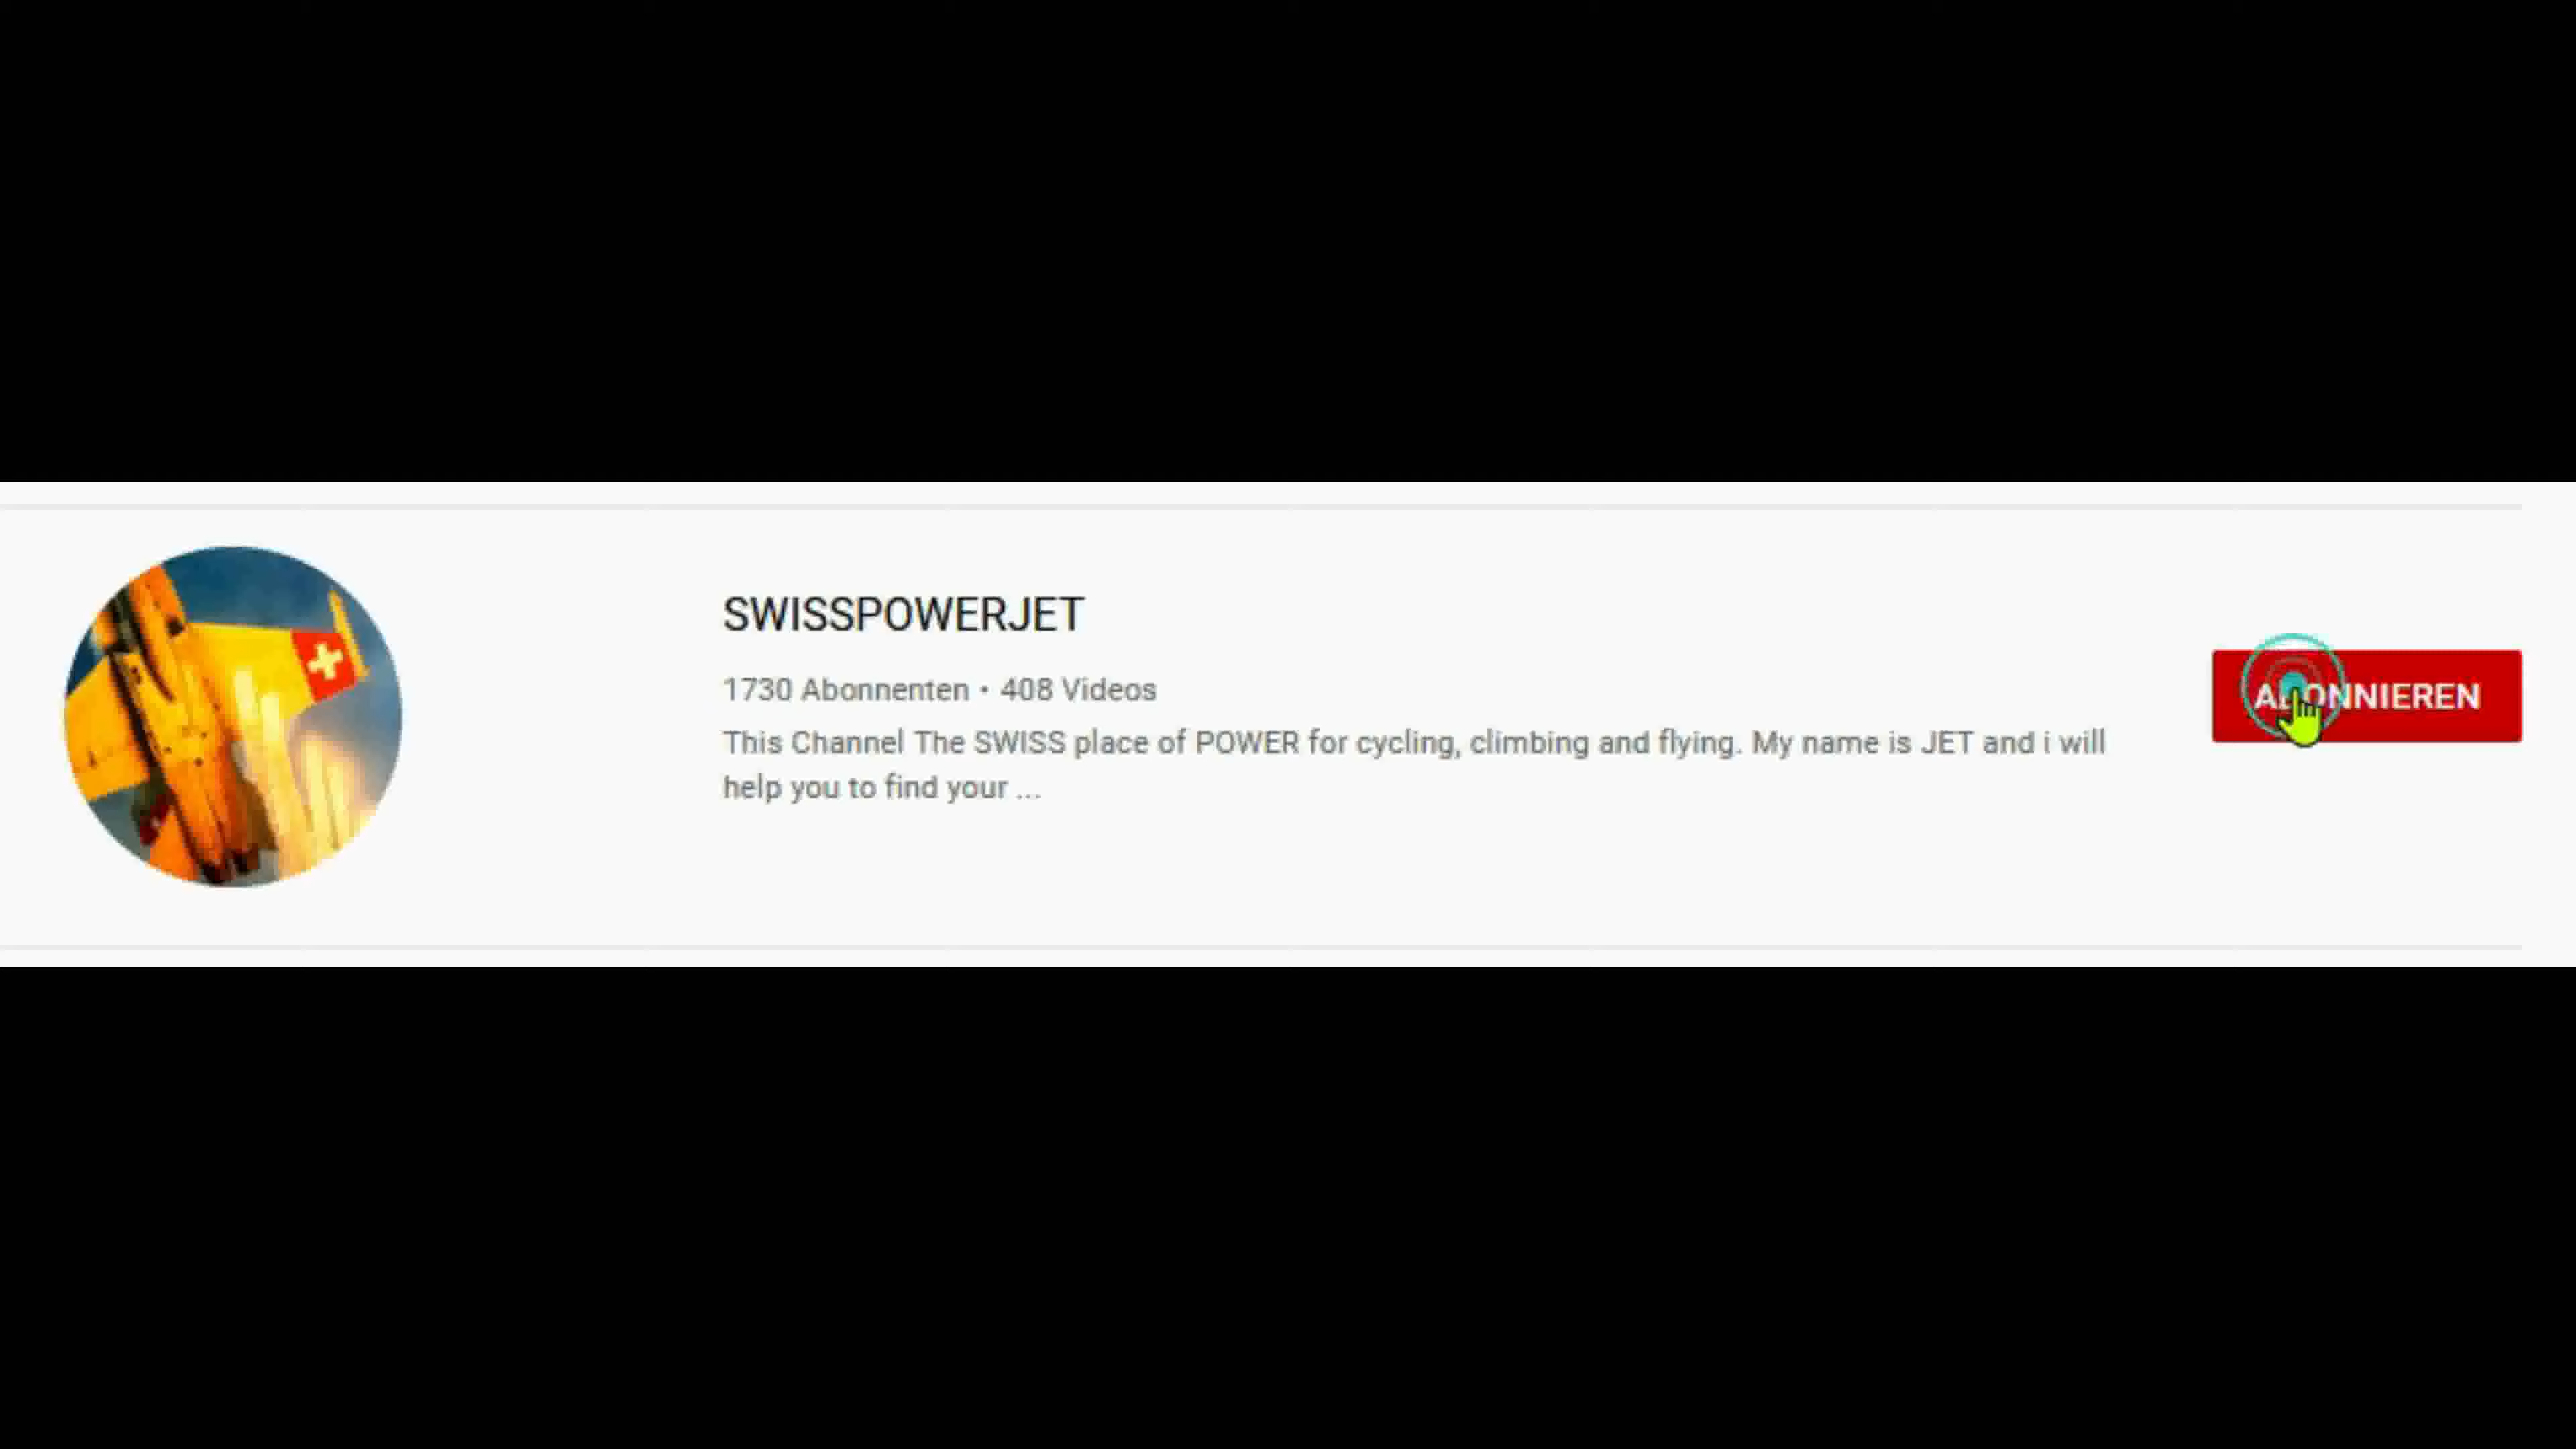 SWISSPOWERJET
1730 Abonnenten • 408 Videos
This Channel The SWISS place of POWER for cycling, climbing and flying. My name is JET and i will
help you to find your ...
ABONNIEREN